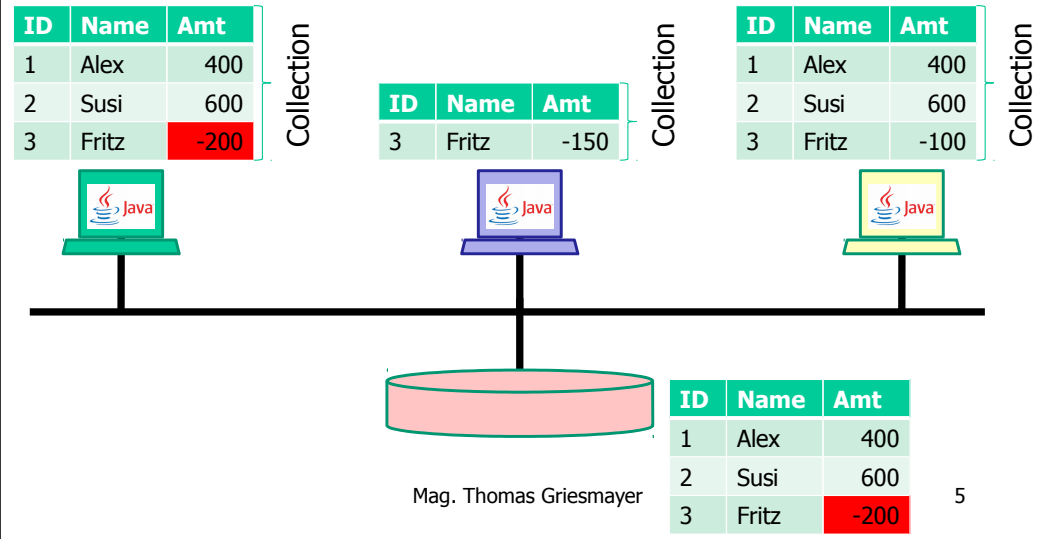 ID Name Amt
1 Alex 400
2 Susi 600
3 Fritz -200
Collection
ID Name Amt
3 Fritz -150
Collection
ID Name Amt
1 Alex 400
2 Susi 600
3 Fritz -100
Collection
Java
Java
Java
ID Name Amt
1 Alex 400
2 Susi 600
3 Fritz -200
Mag. Thomas Griesmayer
5